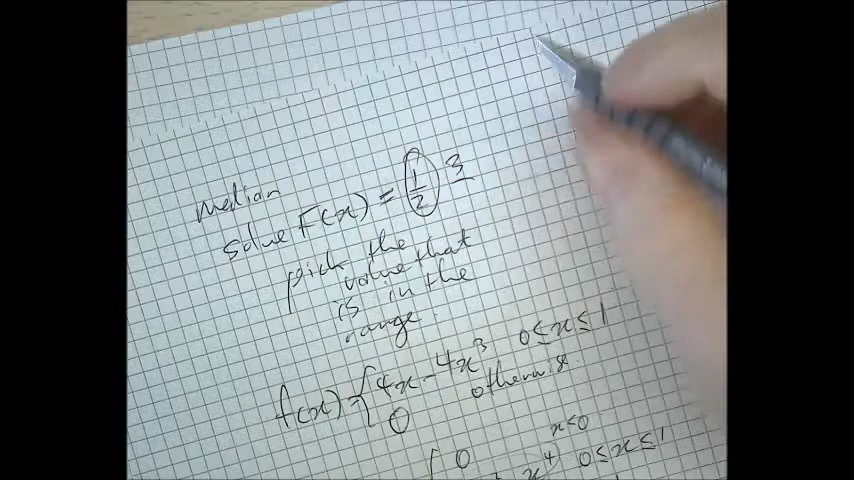 median
solve F(x) = 1/2 3
pick the
value that
is in the
range.
f(x) = { 4x - 4x³ 0 ≤ x ≤ 1
0 otherwise.
0 x < 0
x⁴ 0 ≤ x ≤ 1